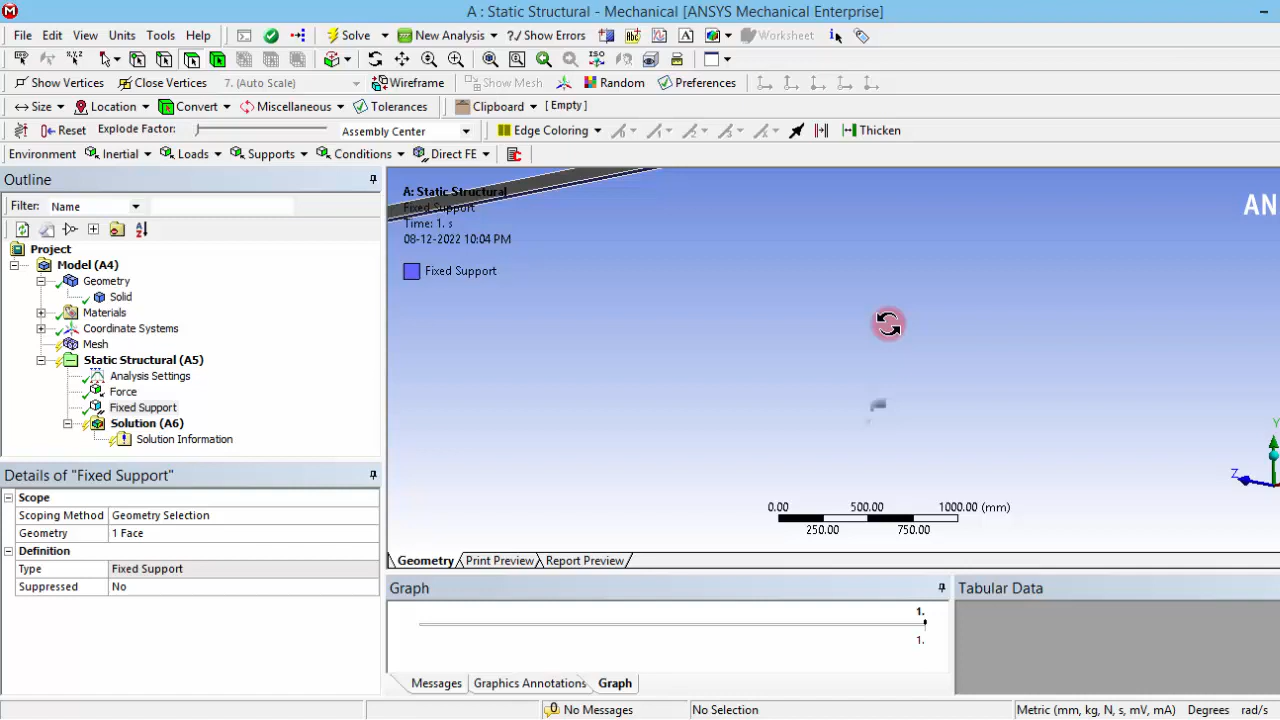 A : Static Structural - Mechanical [ANSYS Mechanical Enterprise]
File Edit View Units Tools Help Solve New Analysis ? Show Errors Worksheet
Show Vertices Close Vertices 7. (Auto Scale) Wireframe Show Mesh Random Preferences
Size Location Convert Miscellaneous Tolerances Clipboard [ Empty ]
Reset Explode Factor: Assembly Center Edge Coloring Thicken
Environment Inertial Loads Supports Conditions Direct FE
Outline
Filter: Name
Project
Model (A4)
Geometry
Solid
Materials
Coordinate Systems
Mesh
Static Structural (A5)
Analysis Settings
Force
Fixed Support
Solution (A6)
Solution Information
Details of "Fixed Support"
Scope
Scoping Method Geometry Selection
Geometry 1 Face
Definition
Type Fixed Support
Suppressed No
A: Static Structural
Fixed Support
Time: 1. s
08-12-2022 10:04 PM
Fixed Support
AN
Y
Z
0.00 500.00 1000.00 (mm)
250.00 750.00
Geometry Print Preview Report Preview
Graph
1.
1.
Messages Graphics Annotations Graph
Tabular Data
No Messages No Selection Metric (mm, kg, N, s, mV, mA) Degrees rad/s